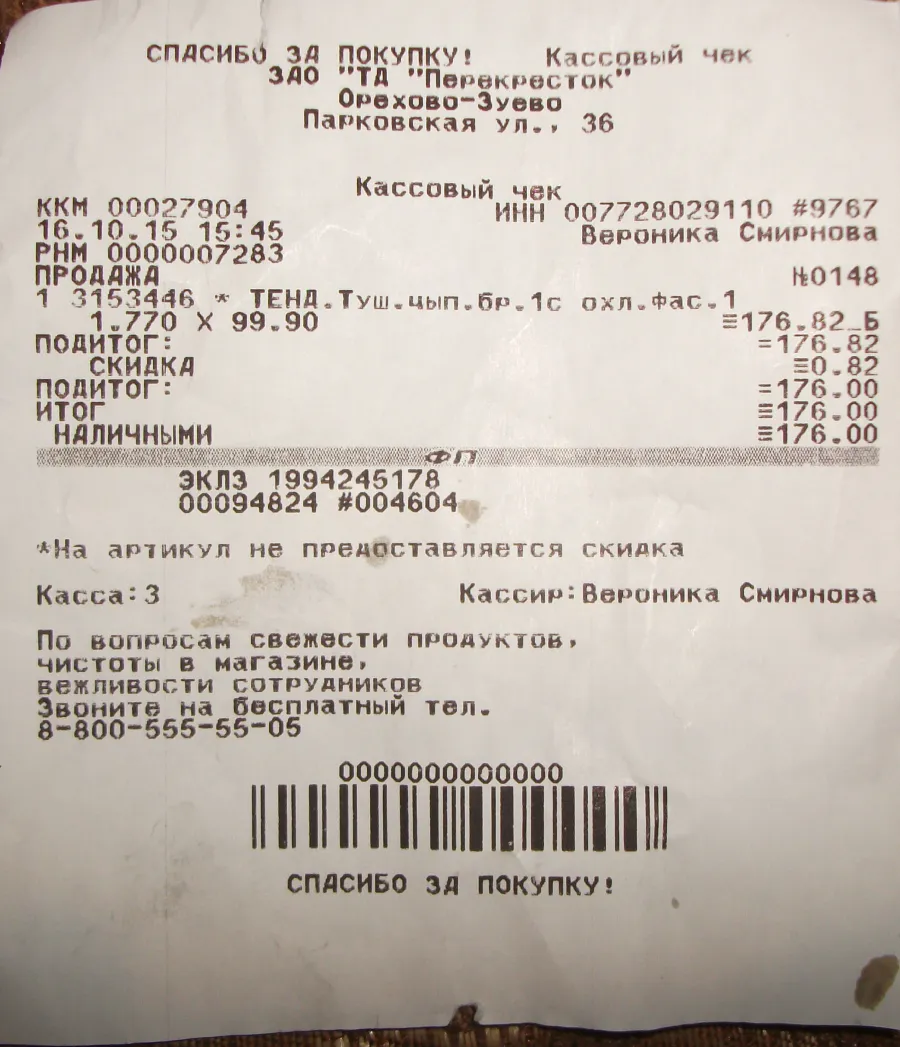 СПАСИБО ЗА ПОКУПКУ! Кассовый чек
ЗАО "ТД "Перекресток"
Орехово-Зуево
Парковская ул., 36
Кассовый чек
ККМ 00027904 ИНН 007728029110 #9767
16.10.15 15:45 Вероника Смирнова
РНМ 0000007283
ПРОДАЖА №0148
1 3153446 * ТЕНД.Туш.цып.бр.1с охл.Фас.1
1.770 X 99.90 ≡176.82_Б
ПОДИТОГ: =176.82
СКИДКА ≡0.82
ПОДИТОГ: =176.00
ИТОГ ≡176.00
НАЛИЧНЫМИ ≡176.00
ФП
ЭКЛЗ 1994245178
00094824 #004604
*На артикул не предоставляется скидка
Касса:3 Кассир:Вероника Смирнова
По вопросам свежести продуктов,
чистоты в магазине,
вежливости сотрудников
Звоните на бесплатный тел.
8-800-555-55-05
0000000000000
СПАСИБО ЗА ПОКУПКУ!